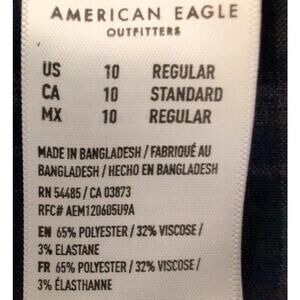 AMERICAN EAGLE
OUTFITTERS
US 10 REGULAR
CA 10 STANDARD
MX 10 REGULAR
MADE IN BANGLADESH / FABRIQUÉ AU
BANGLADESH / HECHO EN BANGLADESH
RN 54485 / CA 03873
RFC# AEM120605U9A
EN 65% POLYESTER / 32% VISCOSE /
3% ELASTANE
FR 65% POLYESTER / 32% VISCOSE /
3% ÉLASTHANNE